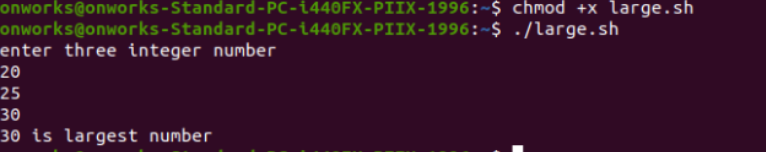 onworks@onworks-Standard-PC-i440FX-PIIX-1996:~$ chmod +x large.sh
onworks@onworks-Standard-PC-i440FX-PIIX-1996:~$ ./large.sh
enter three integer number
20
25
30
30 is largest number